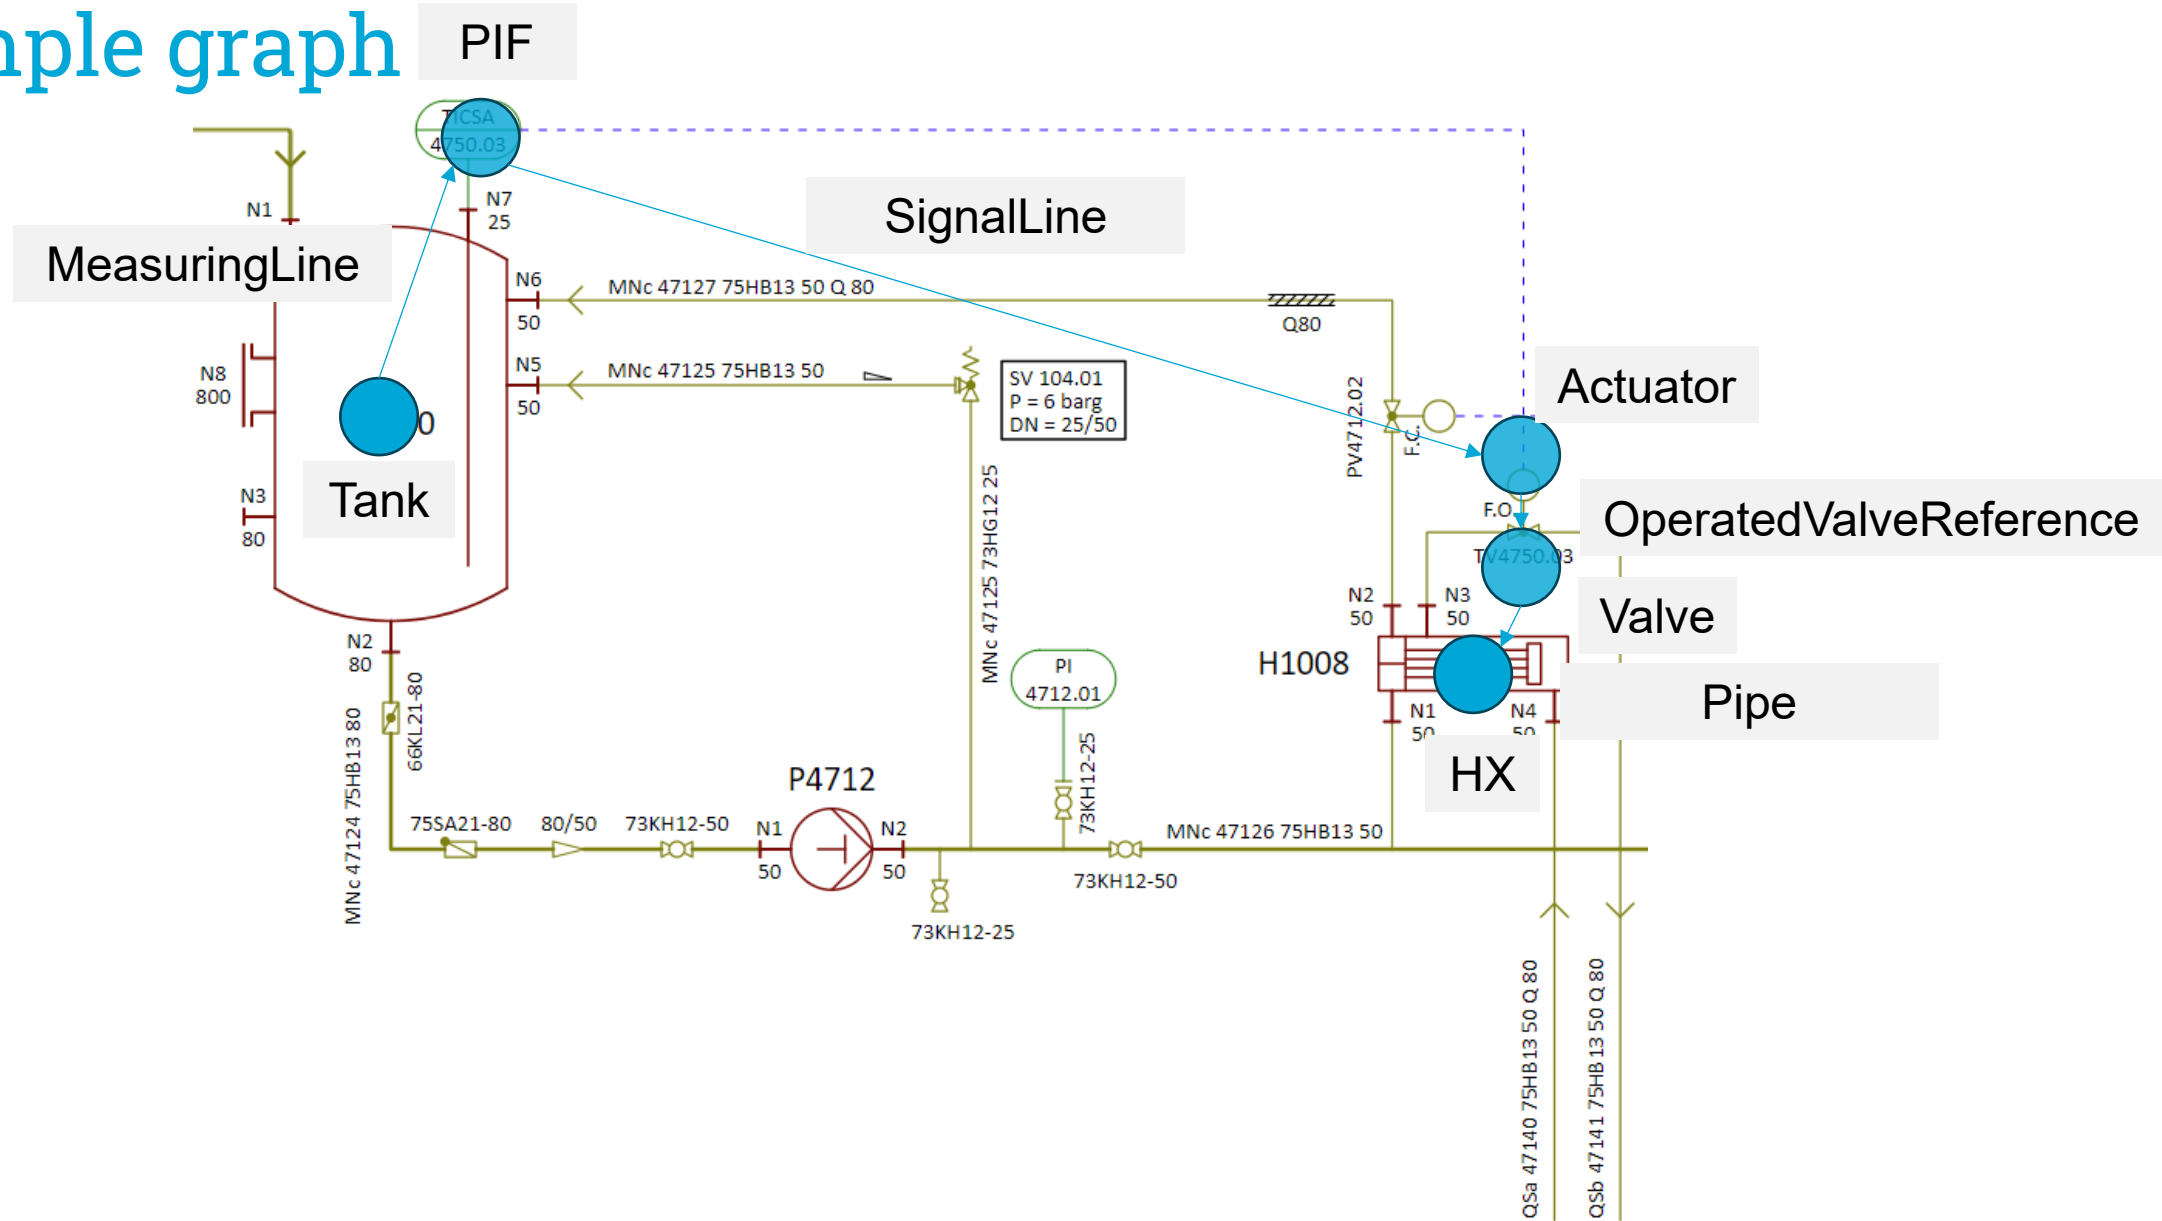 mple graph
PIF
TICSA
4750.03
N1
N7
25
SignalLine
MeasuringLine
N6
50
MNc 47127 75HB13 50 Q 80
Q80
N8
800
N5
50
MNc 47125 75HB13 50
SV 104.01
P = 6 barg
DN = 25/50
PV4712.02
F.C.
Actuator
0
Tank
N3
80
MNc 47125 73HG12 25
F.O.
OperatedValveReference
TV4750.03
N2
50
N3
50
Valve
N2
80
PI
4712.01
H1008
Pipe
N1
50
N4
50
HX
MNc 47124 75HB13 80
66KL21-80
P4712
73KH12-25
75SA21-80
80/50
73KH12-50
N1
50
N2
50
MNc 47126 75HB13 50
73KH12-50
73KH12-25
QSa 47140 75HB13 50 Q 80
QSb 47141 75HB13 50 Q 80